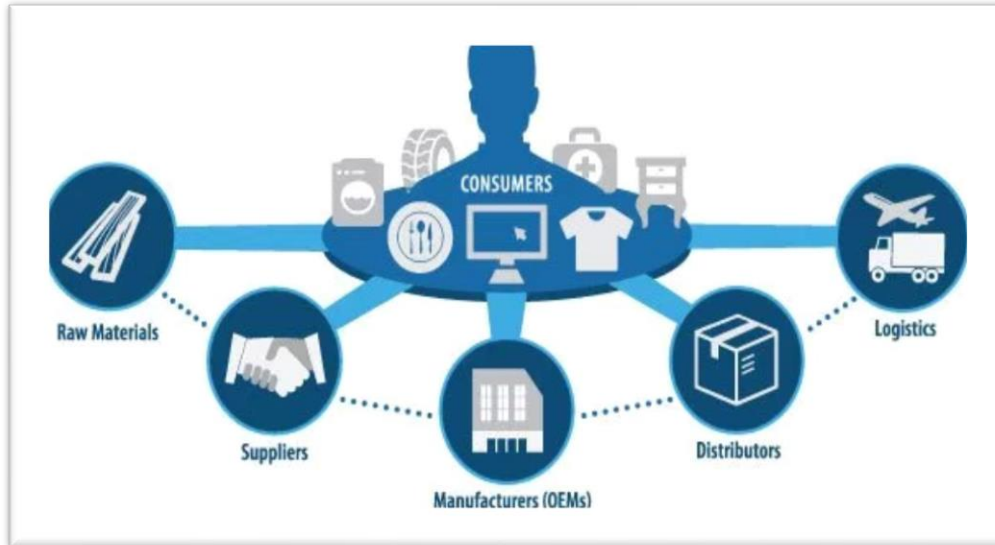 CONSUMERS
Raw Materials
Logistics
Suppliers
Distributors
Manufacturers (OEMs)